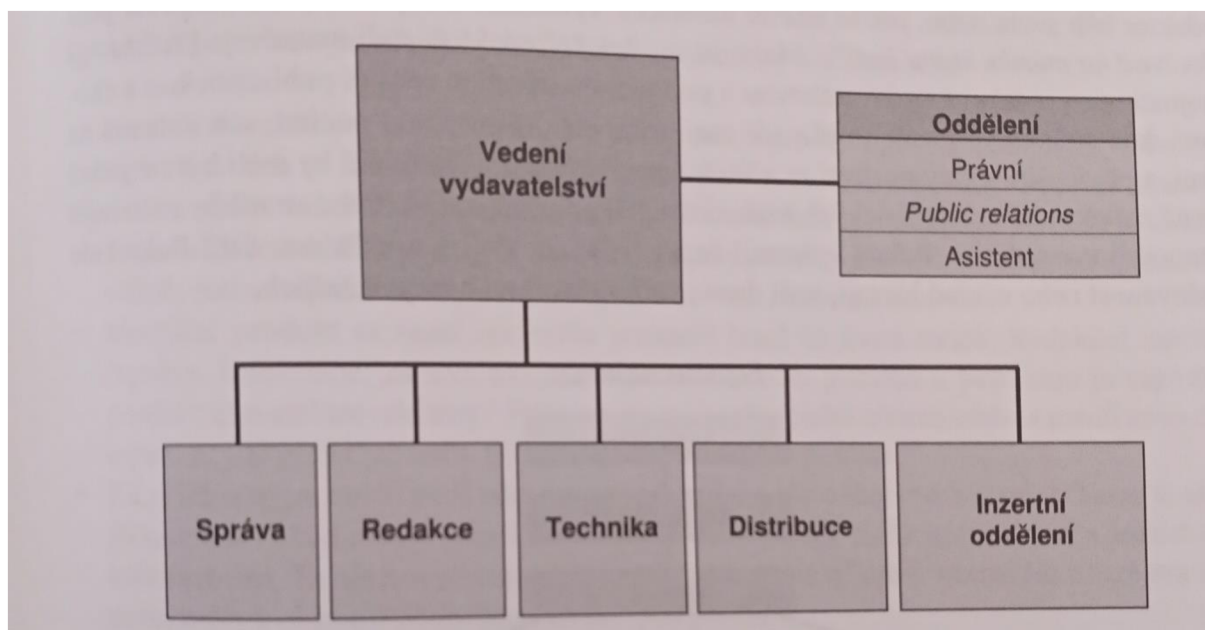 Vedení
vydavatelství
Oddělení
Právní
Public relations
Asistent
Správa
Redakce
Technika
Distribuce
Inzertní
oddělení